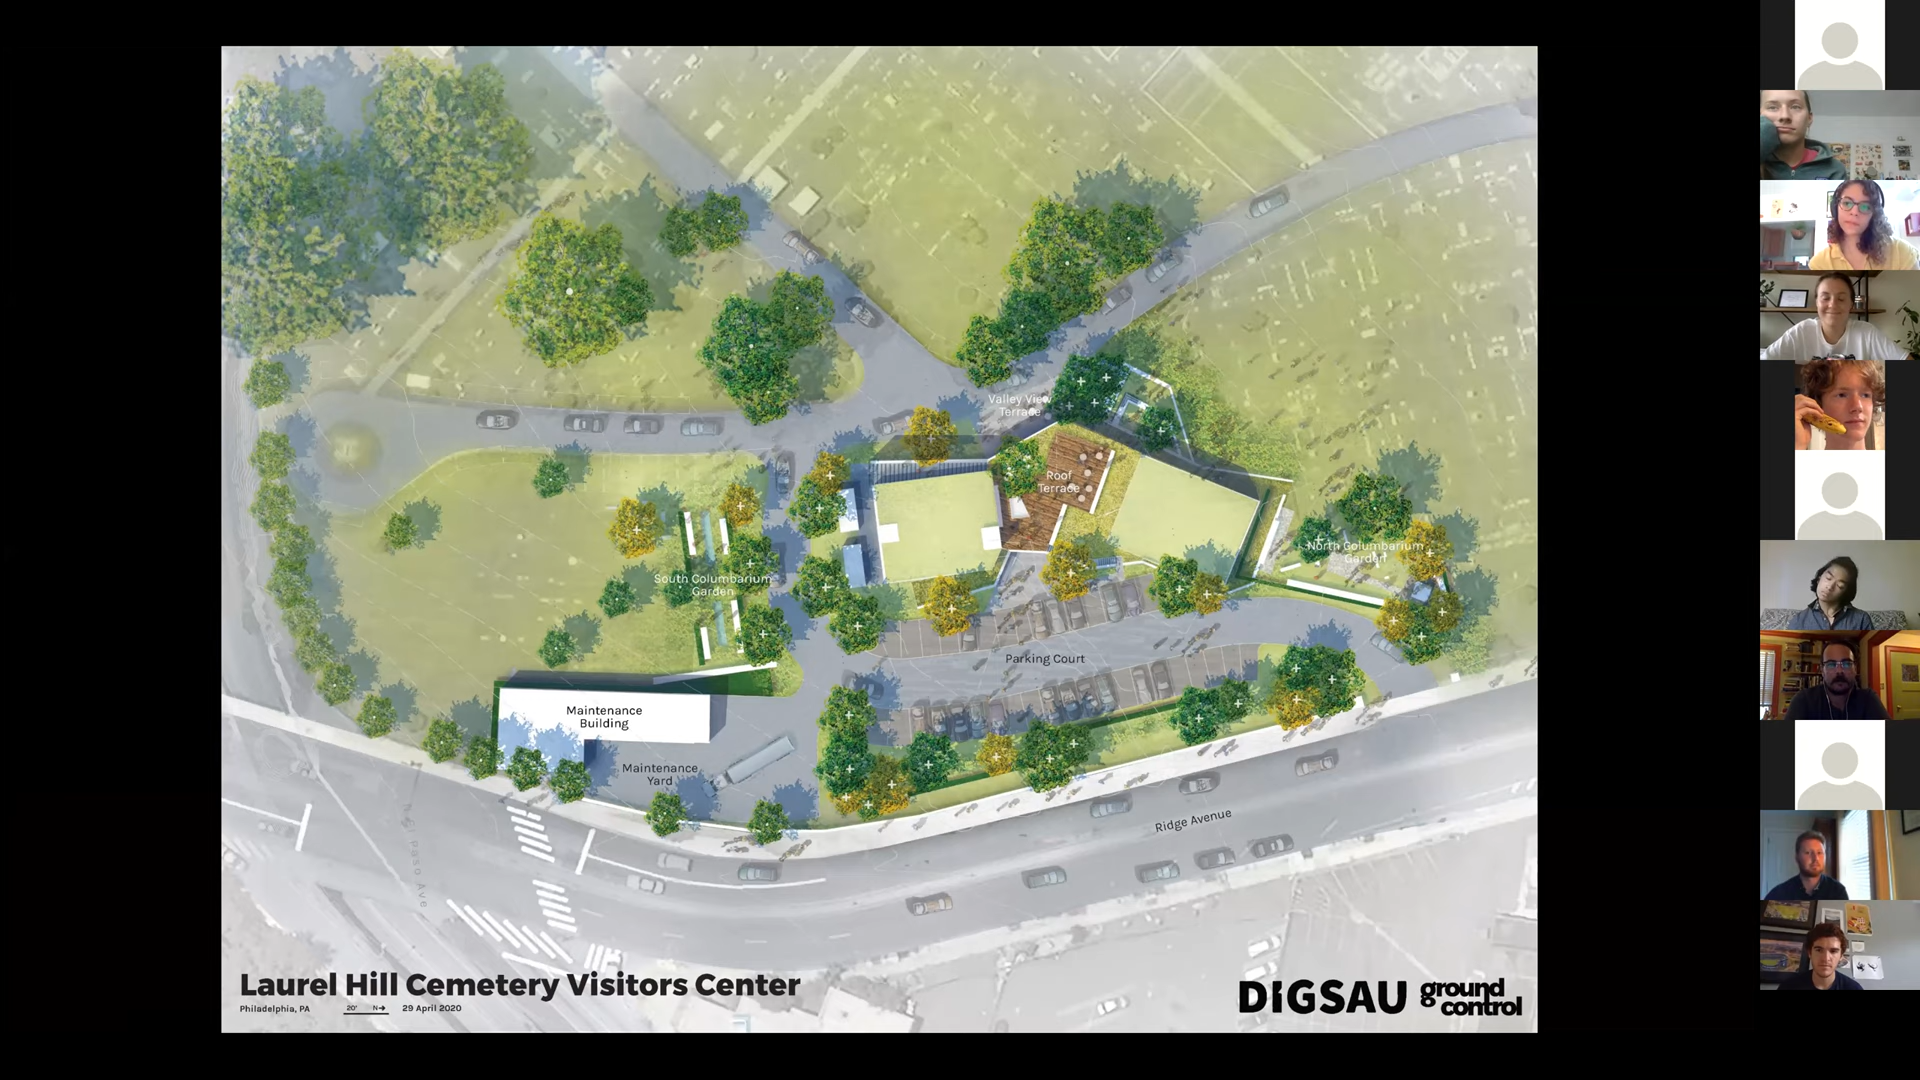 Valley View
Terrace
Roof
Terrace
North Columbarium
Garden
South Columbarium
Garden
Parking Court
Maintenance
Building
Maintenance
Yard
Ridge Avenue
Laurel Hill Cemetery Visitors Center
Philadelphia, PA 20' N→ 29 April 2020
DIGSAU ground
control